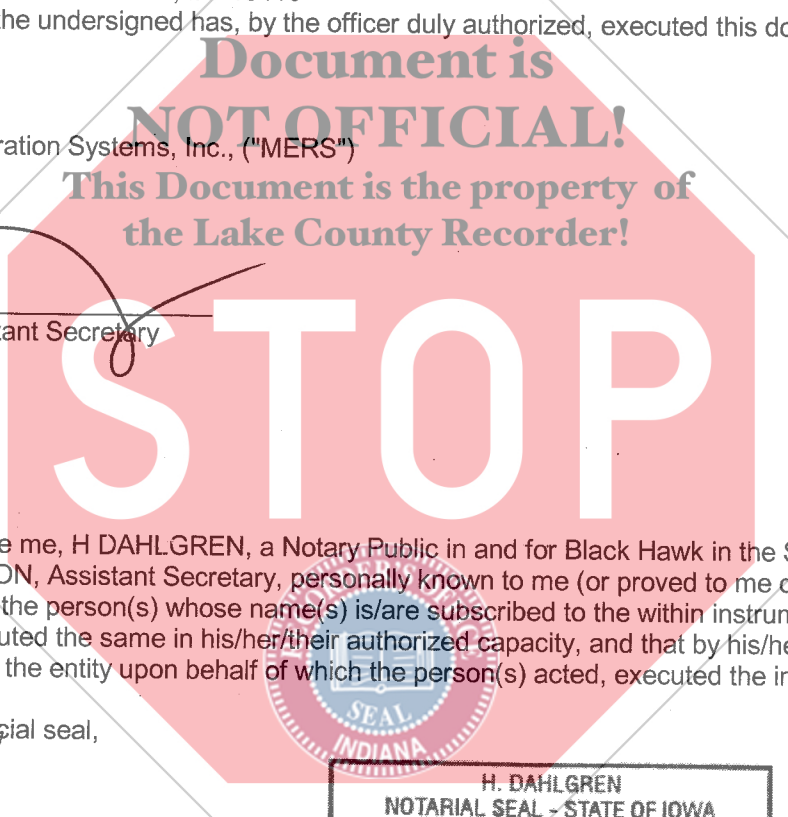 the undersigned has, by the officer duly authorized, executed this do
Document is
NOT OFFICIAL!
ration Systems, Inc., ("MERS")
This Document is the property of
the Lake County Recorder!
tant Secretary
STOP
e me, H DAHLGREN, a Notary Public in and for Black Hawk in the S
ON, Assistant Secretary, personally known to me (or proved to me o
the person(s) whose name(s) is/are subscribed to the within instrum
uted the same in his/her/their authorized capacity, and that by his/he
the entity upon behalf of which the person(s) acted, executed the in
SEAL
INDIANA
cial seal,
H. DAHLGREN
NOTARIAL SEAL - STATE OF IOWA